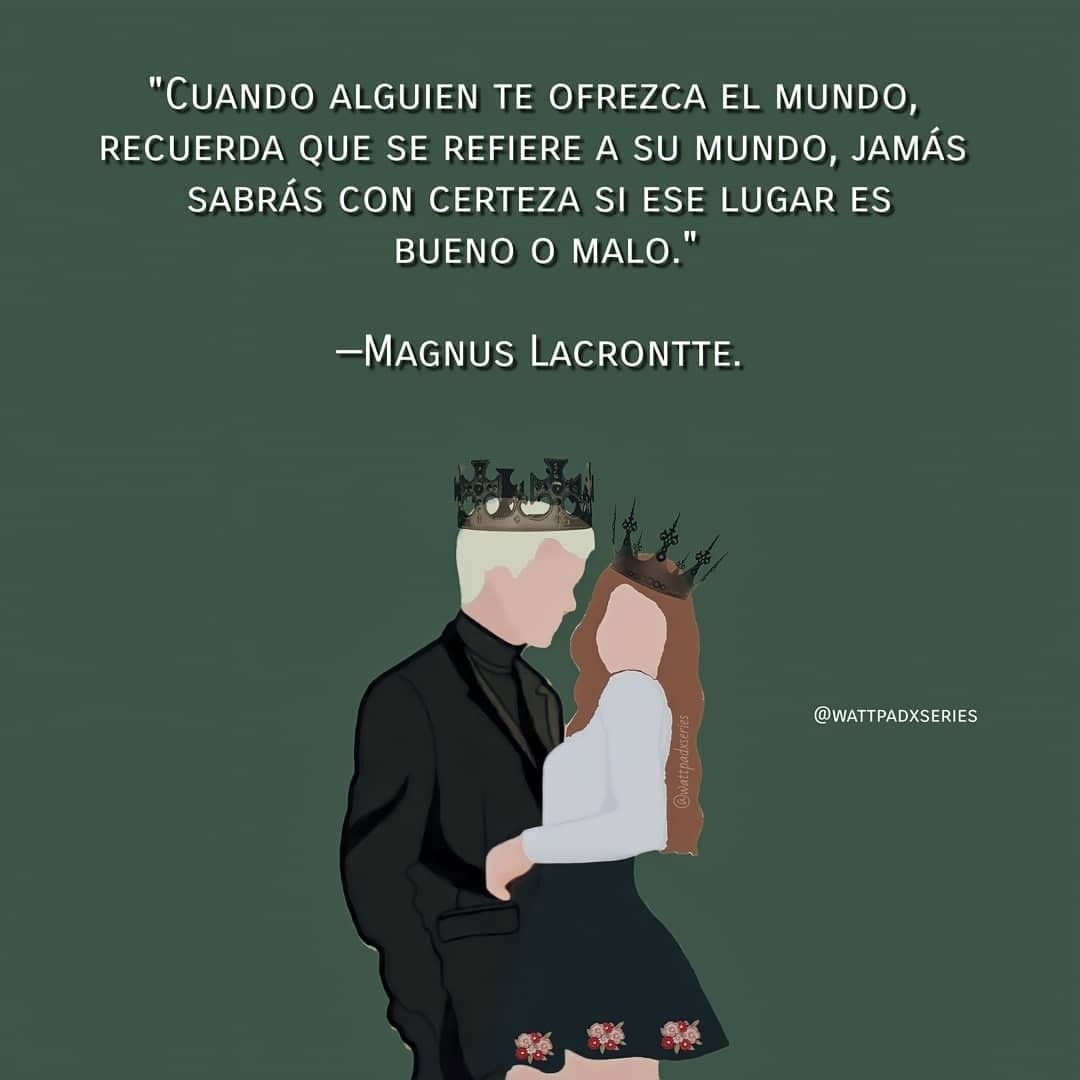 "Cuando alguien te ofrezca el mundo,
recuerda que se refiere a su mundo, jamás
sabrás con certeza si ese lugar es
bueno o malo."
—Magnus Lacrontte.
@wattpadxseries
@wattpadxseries